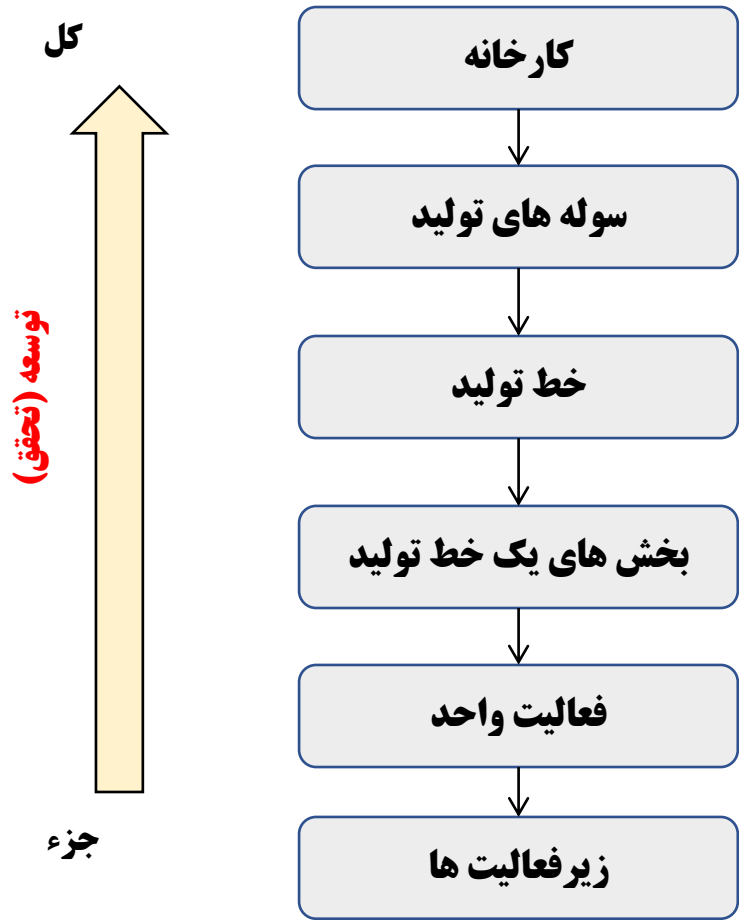 کل
کارخانه
سوله های تولید
توسعه (تحقق)
خط تولید
بخش های یک خط تولید
فعالیت واحد
جزء
زیرفعالیت ها